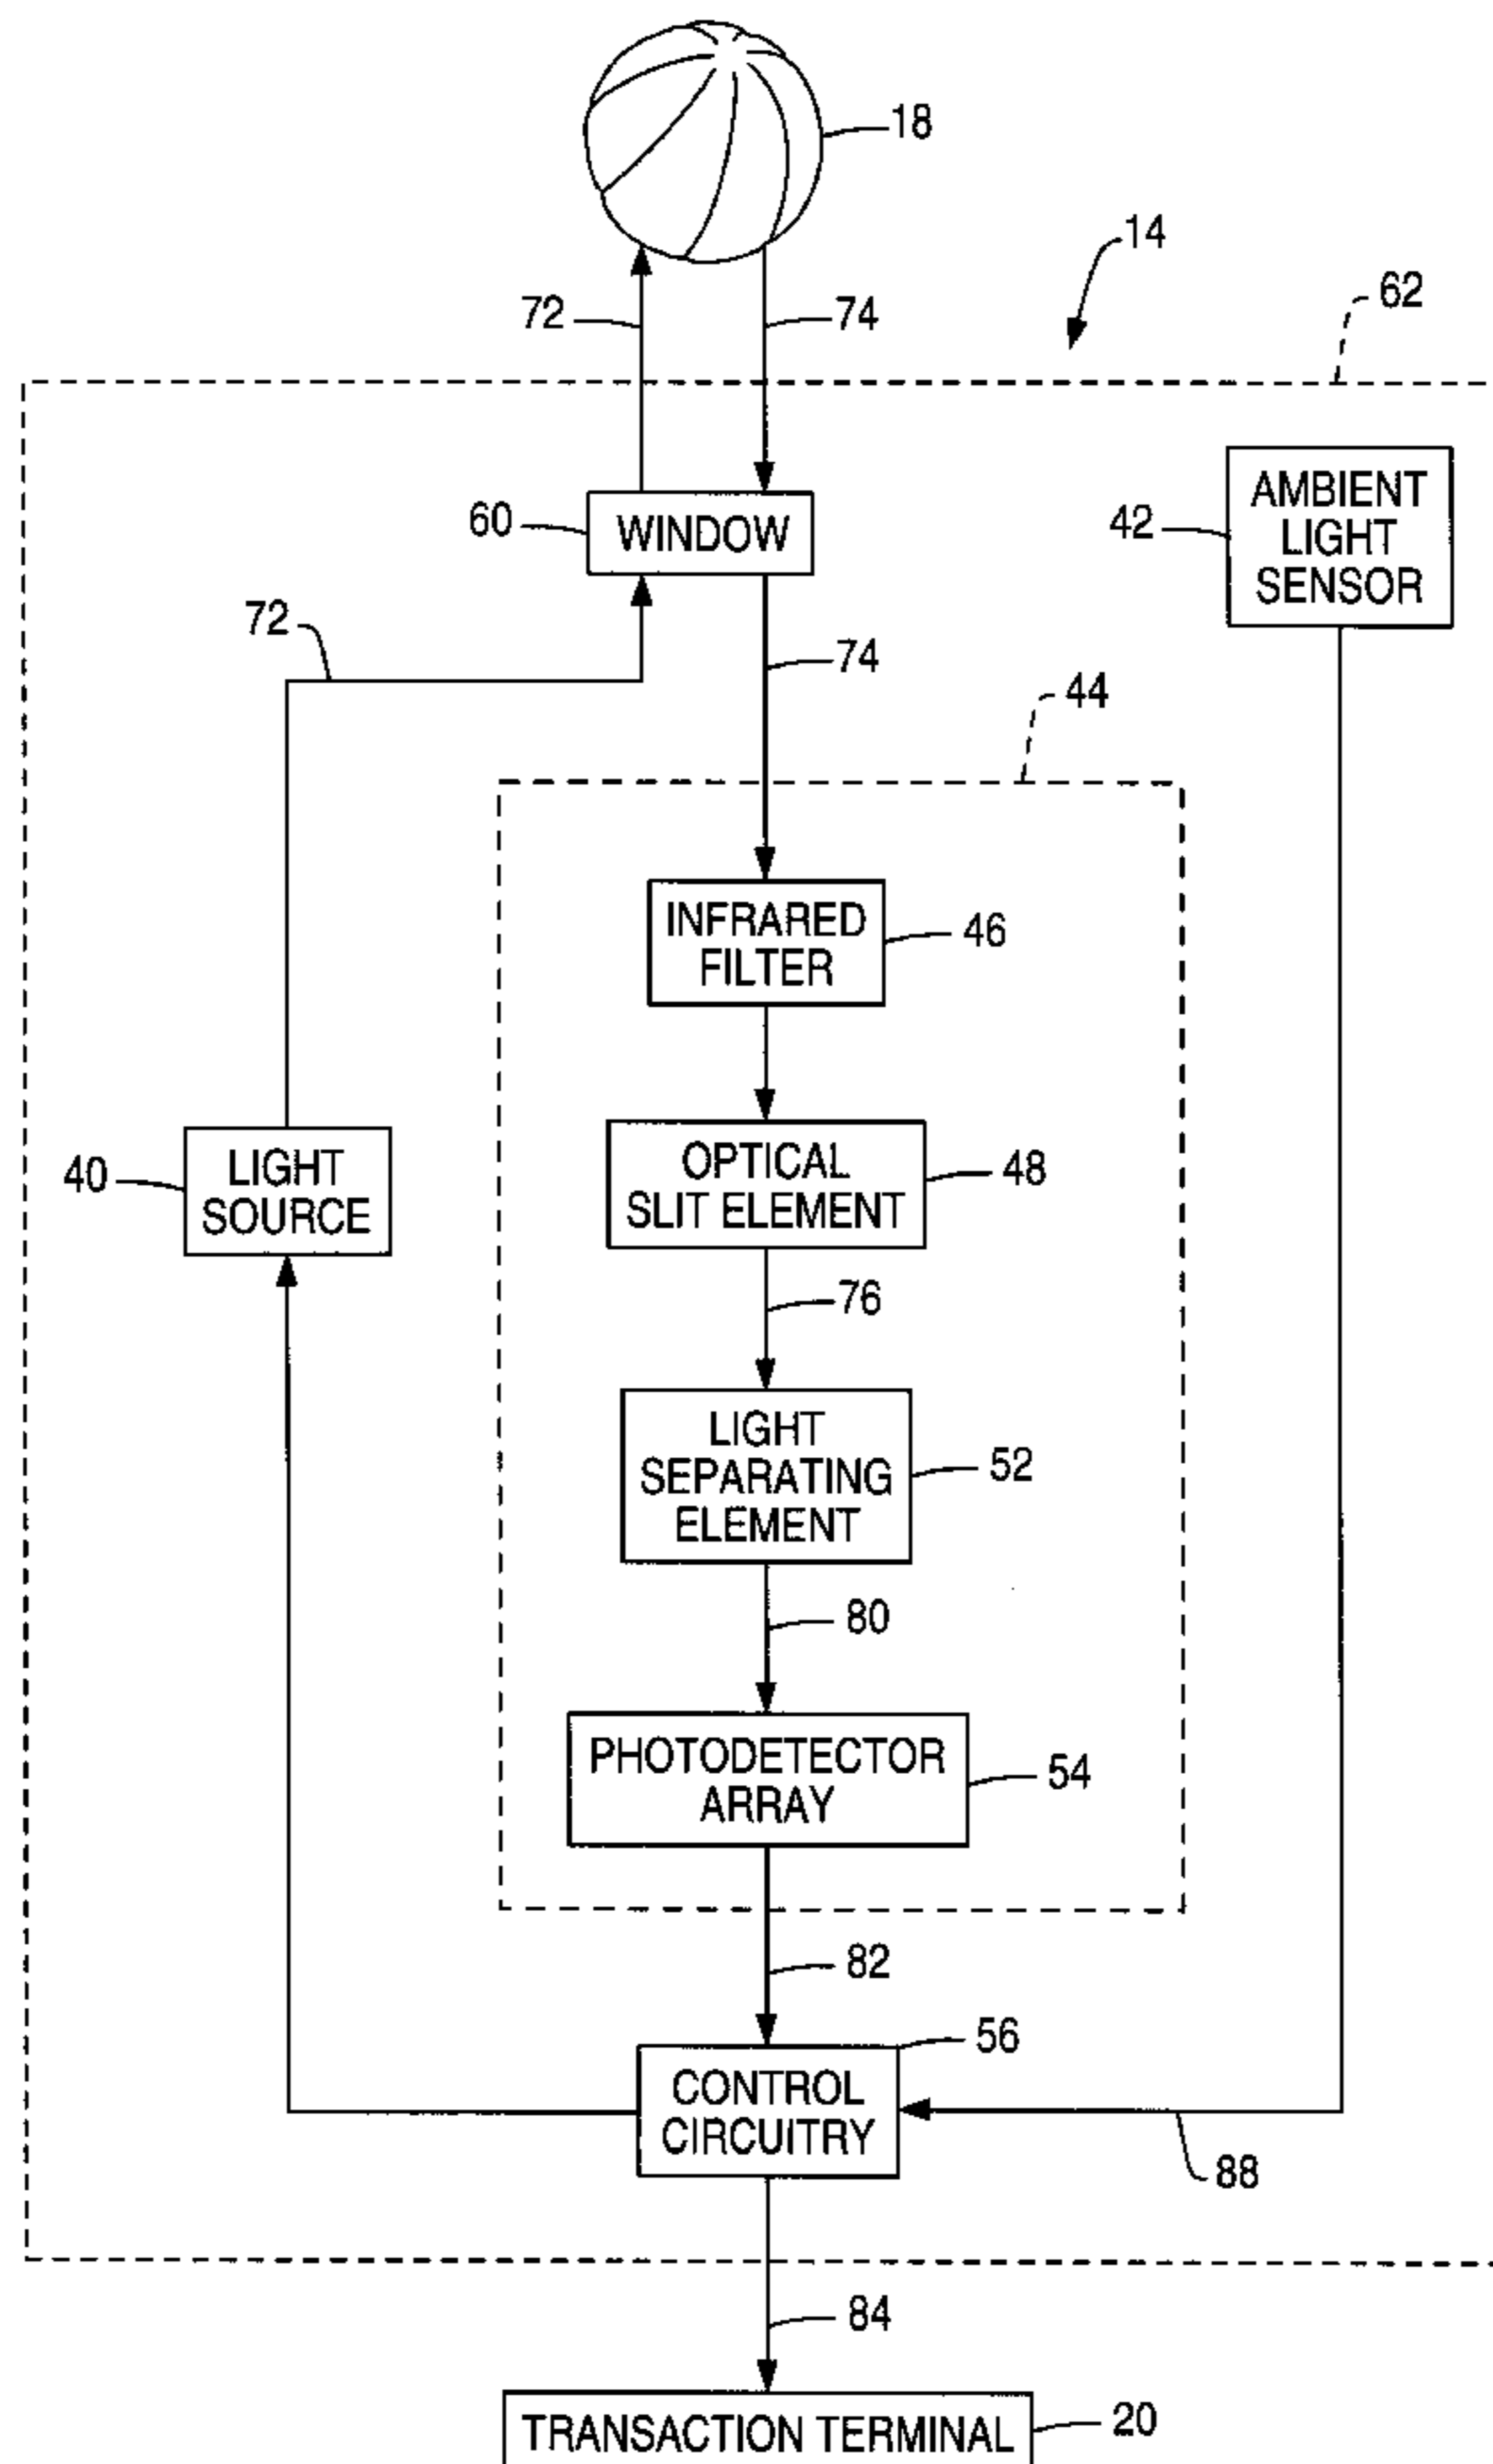 18
14
62
72
74
60
WINDOW
42
AMBIENT
LIGHT
SENSOR
72
74
44
INFRARED
FILTER
46
40
LIGHT
SOURCE
OPTICAL
SLIT ELEMENT
48
76
LIGHT
SEPARATING
ELEMENT
52
80
PHOTODETECTOR
ARRAY
54
82
56
CONTROL
CIRCUITRY
88
84
TRANSACTION TERMINAL
20